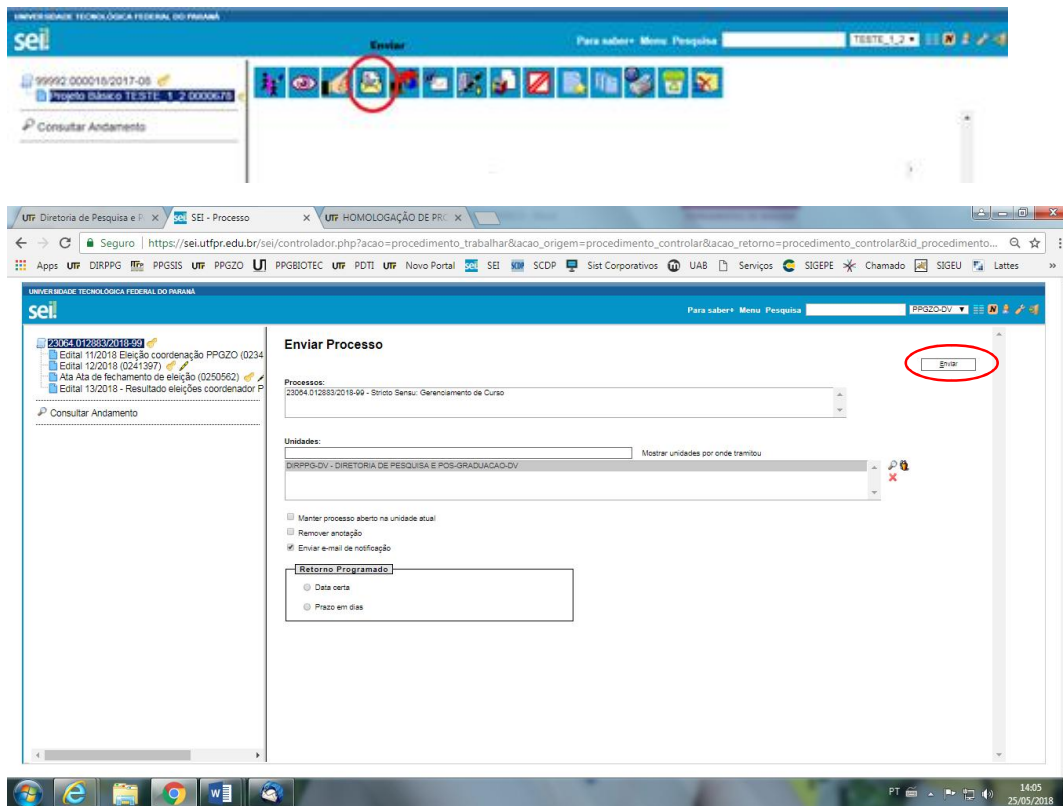 UNIVERSIDADE TECNOLÓGICA FEDERAL DO PARANÁ
sei!
Enviar
Para saber+ Menu Pesquisa
TESTE_1_2
99992.000018/2017-08
Projeto Básico TESTE_1_2 0000678
Consultar Andamento
UTF Diretoria de Pesquisa e P
sei SEI - Processo
UTF HOMOLOGAÇÃO DE PRO
Seguro | https://sei.utfpr.edu.br/sei/controlador.php?acao=procedimento_trabalhar&acao_origem=procedimento_controlar&acao_retorno=procedimento_controlar&id_procedimento...
Apps UTF DIRPPG PPGSIS UTF PPGZO PPGBIOTEC UTF PDTI UTF Novo Portal sei SEI SCDP Sist Corporativos UAB Serviços SIGEPE Chamado SIGEU Lattes »
UNIVERSIDADE TECNOLÓGICA FEDERAL DO PARANÁ
sei!
Para saber+ Menu Pesquisa
PPGZO-DV
23064.012883/2018-99
Edital 11/2018 Eleição coordenação PPGZO (0234
Edital 12/2018 (0241397)
Ata Ata de fechamento de eleição (0250562)
Edital 13/2018 - Resultado eleições coordenador P
Consultar Andamento
Enviar Processo
Enviar
Processos:
23064.012883/2018-99 - Stricto Sensu: Gerenciamento de Curso
Unidades:
Mostrar unidades por onde tramitou
DIRPPG-DV - DIRETORIA DE PESQUISA E POS-GRADUACAO-DV
Manter processo aberto na unidade atual
Remover anotação
Enviar e-mail de notificação
Retorno Programado
Data certa
Prazo em dias
PT
14:05
25/05/2018